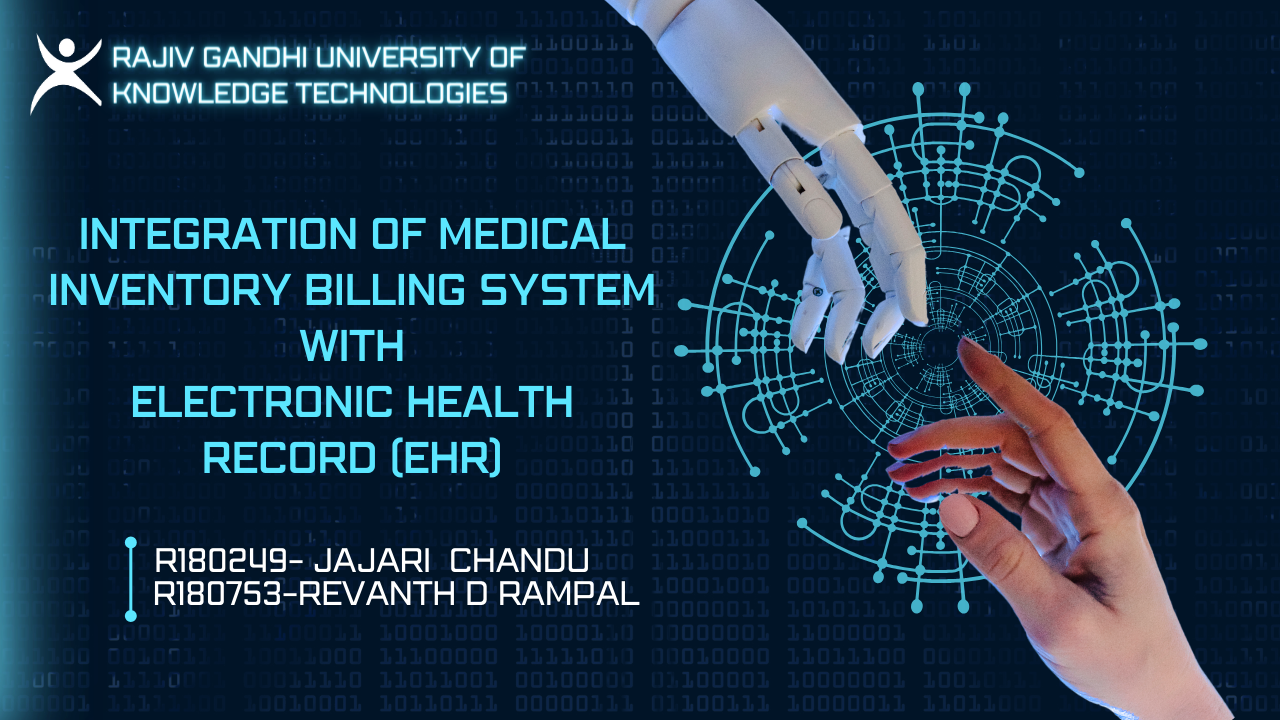 RAJIV GANDHI UNIVERSITY OF
KNOWLEDGE TECHNOLOGIES
INTEGRATION OF MEDICAL
INVENTORY BILLING SYSTEM
WITH
ELECTRONIC HEALTH
RECORD (EHR)
R180249- JAJARI CHANDU
R180753-REVANTH D RAMPAL